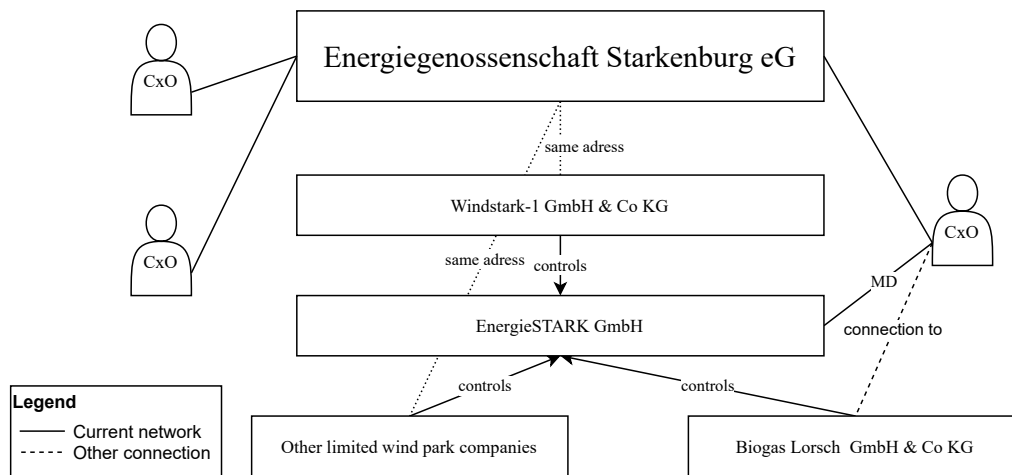 Energiegenossenschaft Starkenburg eG
CxO
same adress
Windstark-1 GmbH & Co KG
CxO
CxO
same adress
controls
MD
EnergieSTARK GmbH
connection to
controls
controls
Legend
Current network
Other connection
Other limited wind park companies
Biogas Lorsch GmbH & Co KG